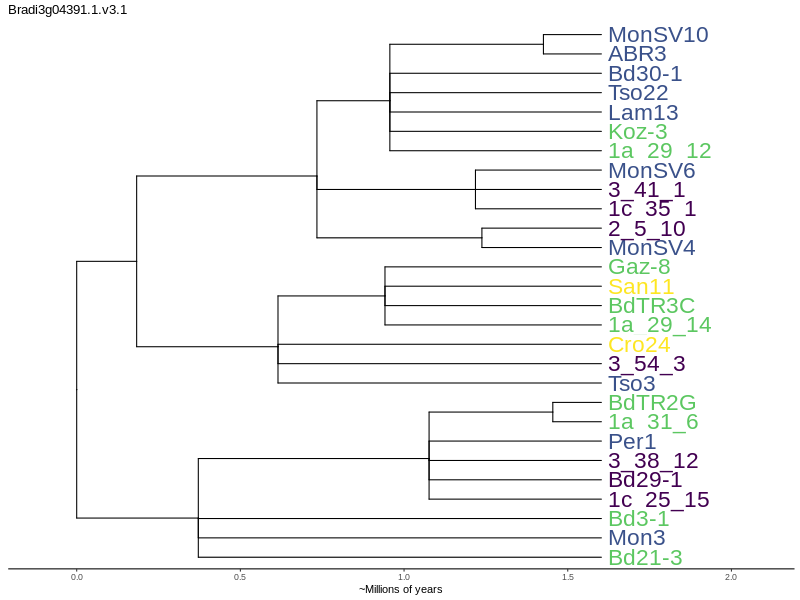 Bradi3g04391.1.v3.1
MonSV10
ABR3
Bd30-1
Tso22
Lam13
Koz-3
1a_29_12
MonSV6
3_41_1
1c_35_1
2_5_10
MonSV4
Gaz-8
San11
BdTR3C
1a_29_14
Cro24
3_54_3
Tso3
BdTR2G
1a_31_6
Per1
3_38_12
Bd29-1
1c_25_15
Bd3-1
Mon3
Bd21-3
0.0 0.5 1.0 1.5 2.0
~Millions of years